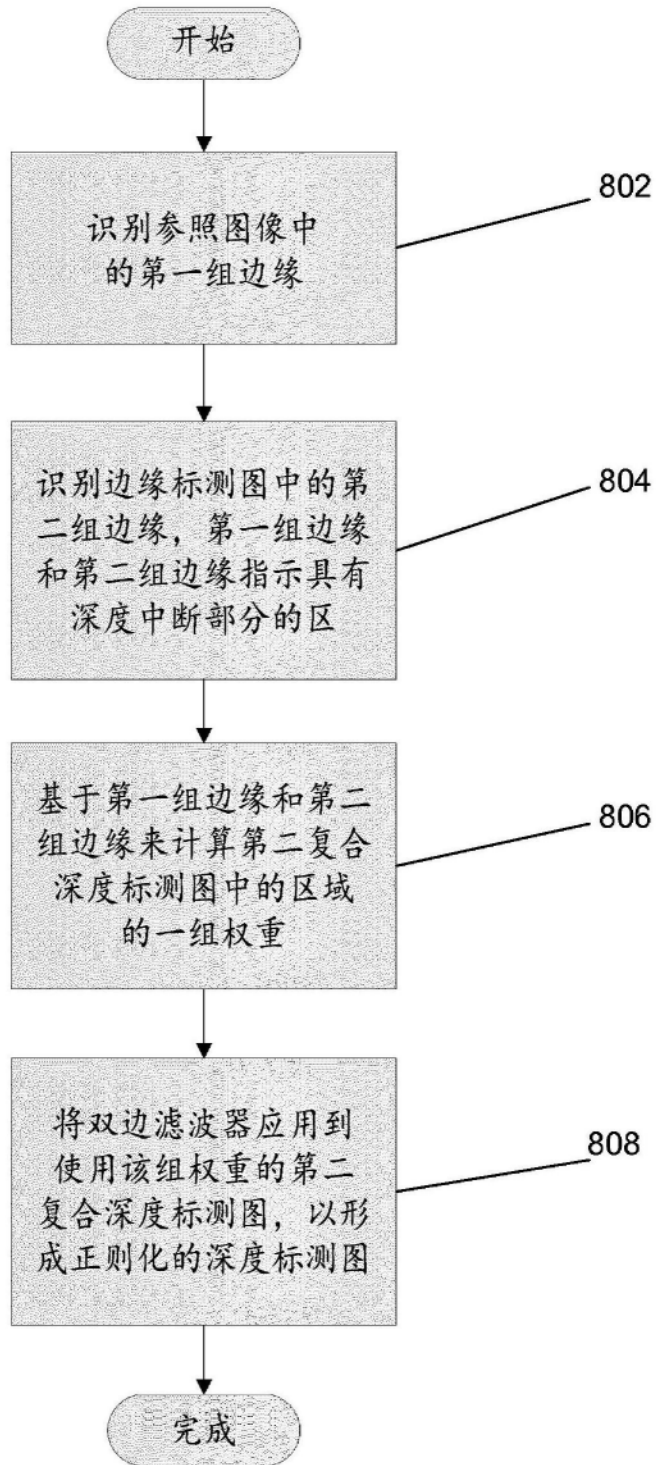 开始
802
识别参照图像中
的第一组边缘
804
识别边缘标测图中的第
二组边缘，第一组边缘
和第二组边缘指示具有
深度中断部分的区
806
基于第一组边缘和第二
组边缘来计算第二复合
深度标测图中的区域
的一组权重
808
将双边滤波器应用到
使用该组权重的第二
复合深度标测图，以形
成正则化的深度标测图
完成